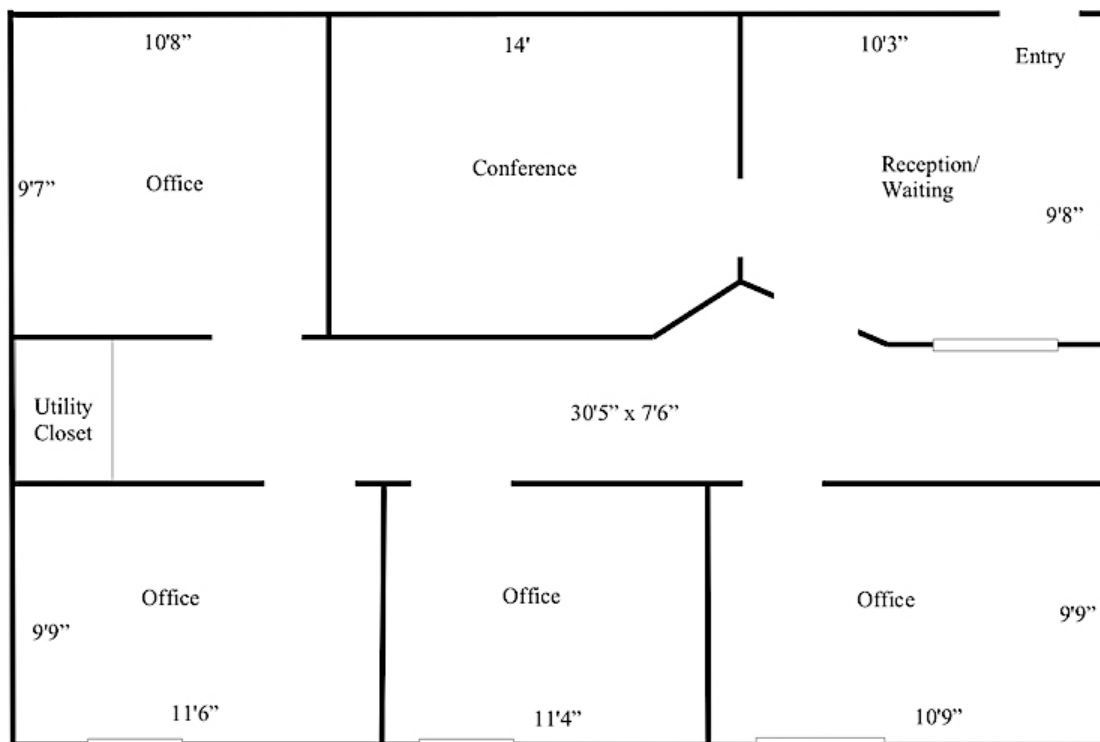 10'8”
14'
10'3”
Entry
9'7”
Office
Conference
Reception/
Waiting
9'8”
Utility
Closet
30'5” x 7'6”
Office
Office
Office
9'9”
9'9”
11'6”
11'4”
10'9”